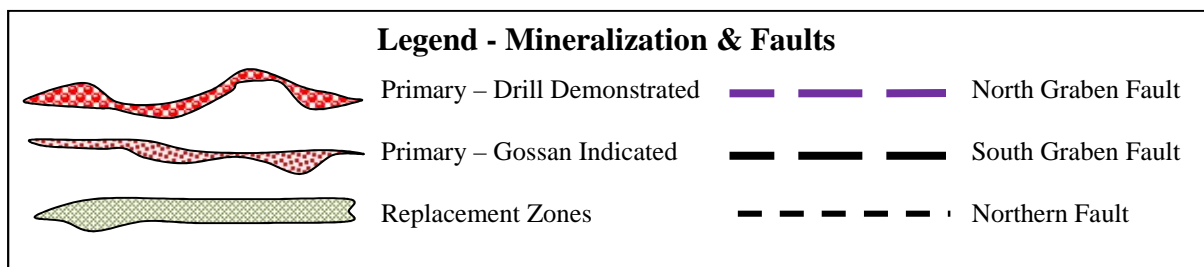 Legend - Mineralization & Faults
Primary – Drill Demonstrated North Graben Fault
Primary – Gossan Indicated South Graben Fault
Replacement Zones Northern Fault